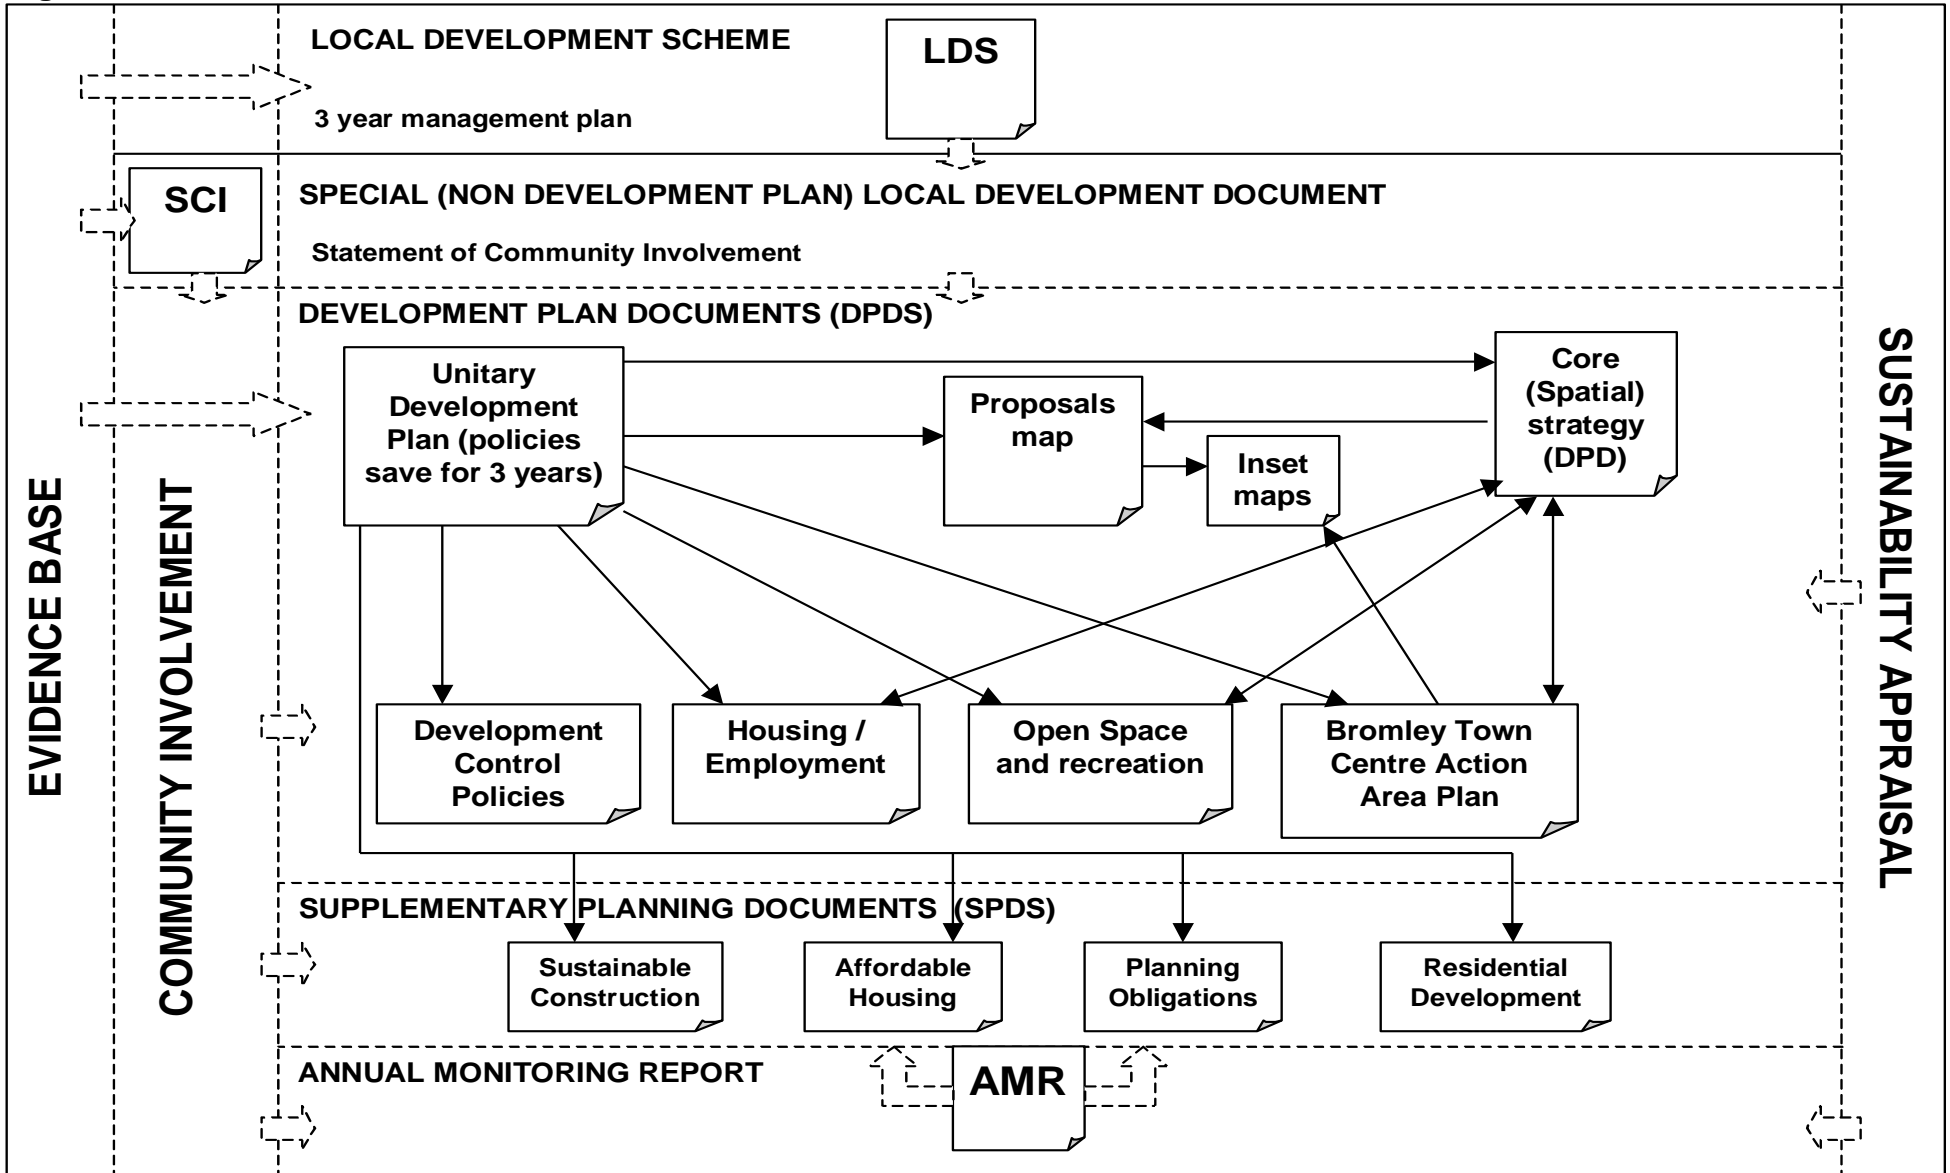 LOCAL DEVELOPMENT SCHEME
LDS
3 year management plan
SCI
SPECIAL (NON DEVELOPMENT PLAN) LOCAL DEVELOPMENT DOCUMENT
Statement of Community Involvement
DEVELOPMENT PLAN DOCUMENTS (DPDS)
Unitary
Development
Plan (policies
save for 3 years)
Proposals
map
Inset
maps
Core
(Spatial)
strategy
(DPD)
EVIDENCE BASE
COMMUNITY INVOLVEMENT
SUSTAINABILITY APPRAISAL
Development
Control
Policies
Housing /
Employment
Open Space
and recreation
Bromley Town
Centre Action
Area Plan
SUPPLEMENTARY PLANNING DOCUMENTS (SPDS)
Sustainable
Construction
Affordable
Housing
Planning
Obligations
Residential
Development
ANNUAL MONITORING REPORT
AMR